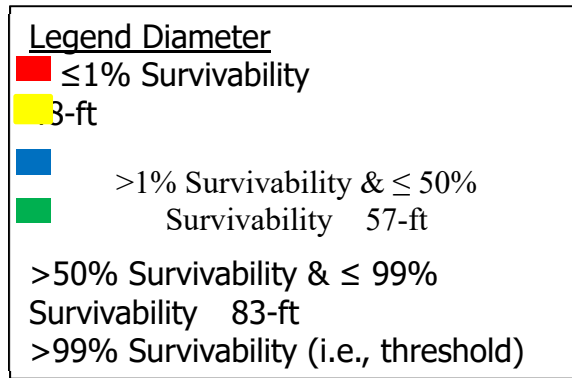 Legend Diameter
≤1% Survivability
8-ft
>1% Survivability & ≤ 50%
Survivability 57-ft
>50% Survivability & ≤ 99%
Survivability 83-ft
>99% Survivability (i.e., threshold)